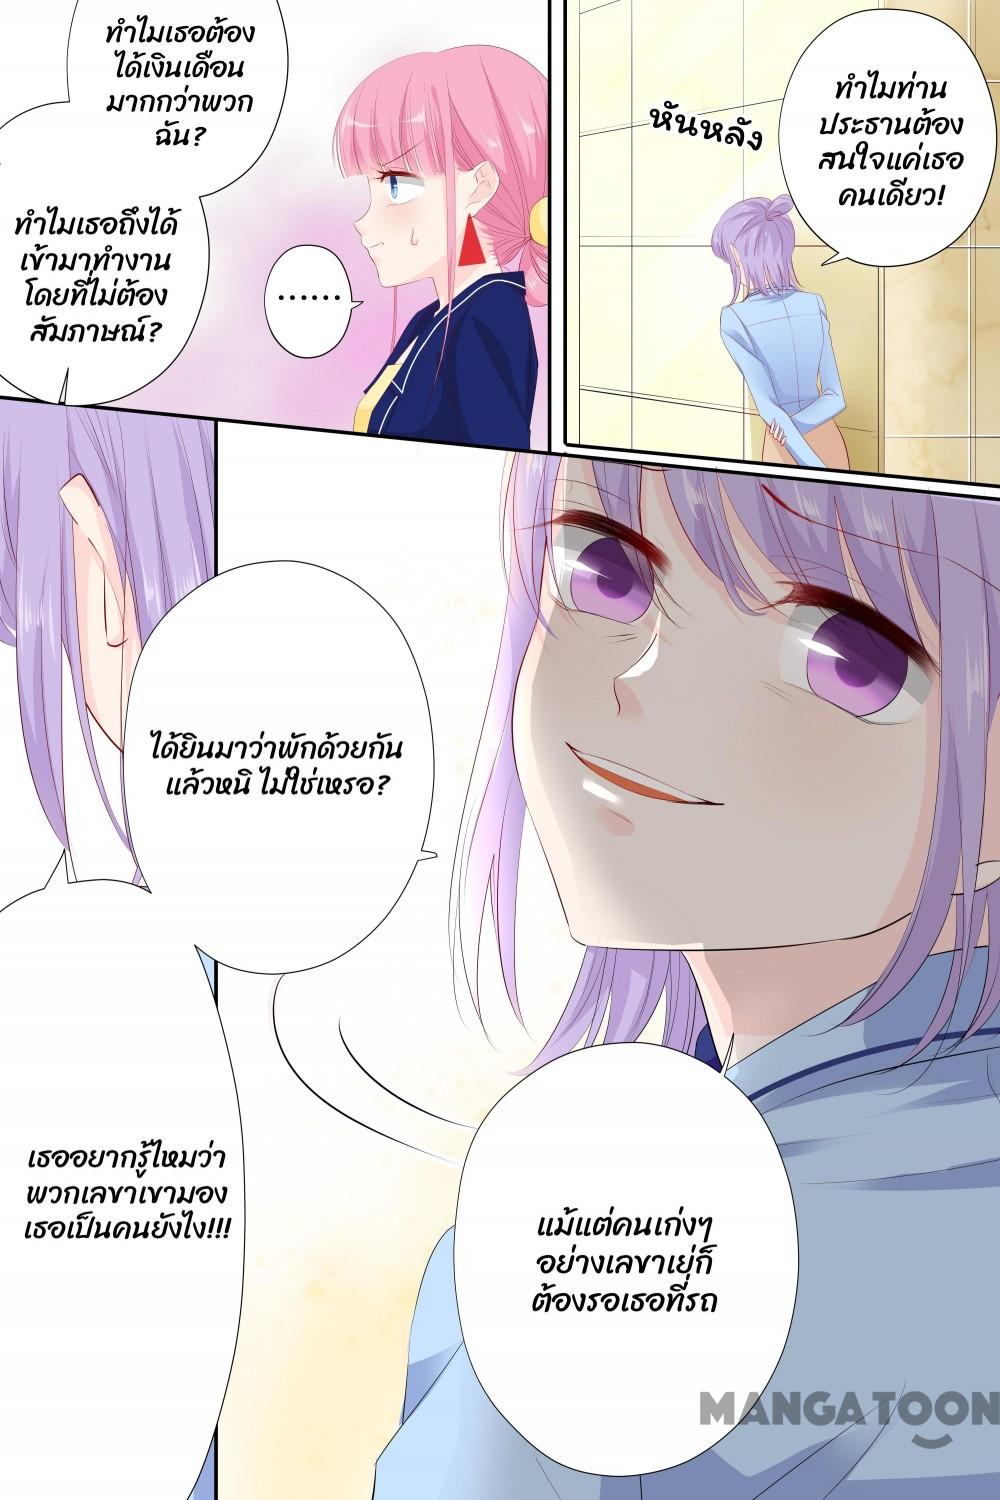 ทำไมเธอต้อง
ได้เงินเดือน
มากกว่าพวก
ฉัน?
ทำไมเธอถึงได้
เข้ามาทำงาน
โดยที่ไม่ต้อง
สัมภาษณ์?
......
หันหลัง
ทำไมท่าน
ประธานต้อง
สนใจแค่เธอ
คนเดียว!
ได้ยินมาว่าพักด้วยกัน
แล้วหนิ ไม่ใช่เหรอ?
เธออยากรู้ไหมว่า
พวกเลขาเขามอง
เธอเป็นคนยังไง!!!
แม้แต่คนเก่งๆ
อย่างเลขาเย่ก็
ต้องรอเธอที่รถ
MANGATOON